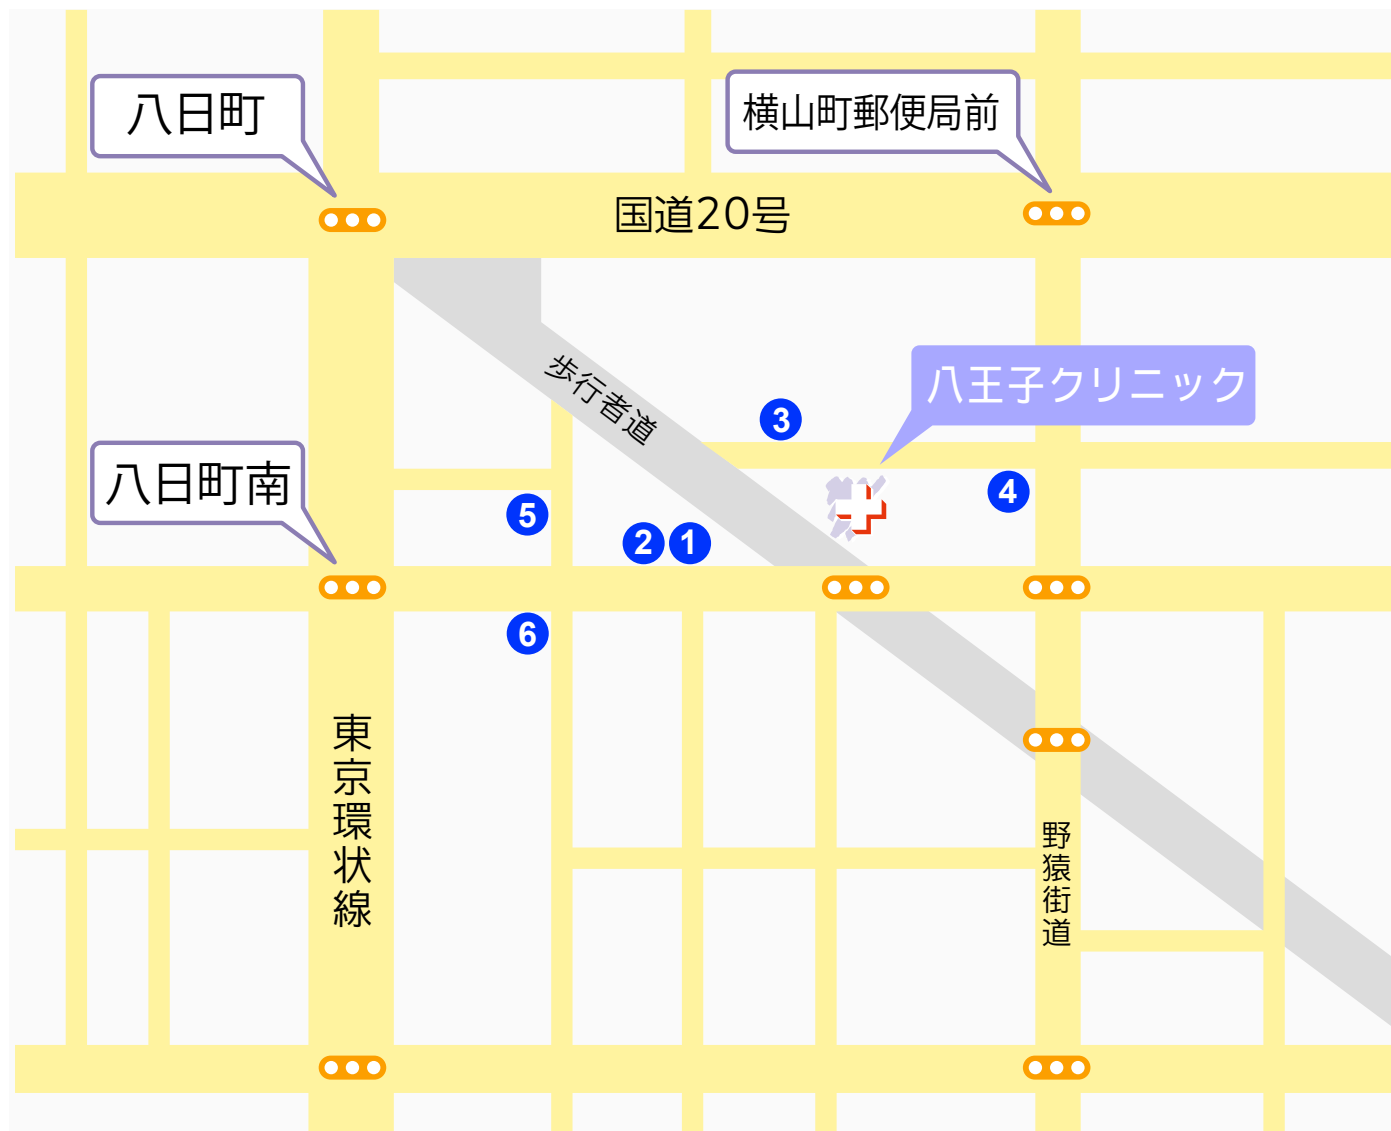 八日町
横山町郵便局前
国道20号
歩行者道
八王子クリニック
3
八日町南
4
5
2
1
6
東京環状線
野猿街道